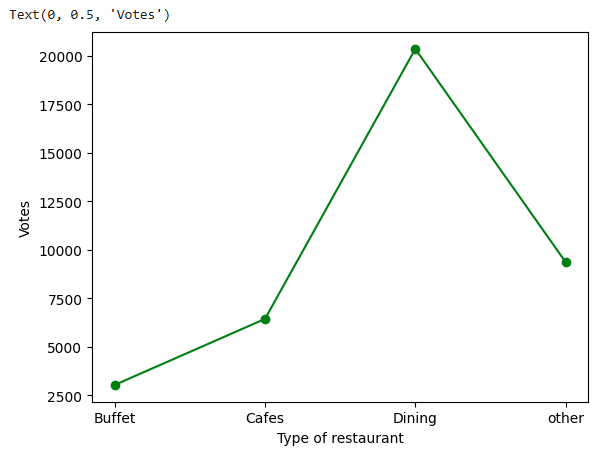 Text(0, 0.5, 'Votes')
20000
17500
15000
12500
10000
7500
5000
2500
Votes
Buffet Cafes Dining other
Type of restaurant